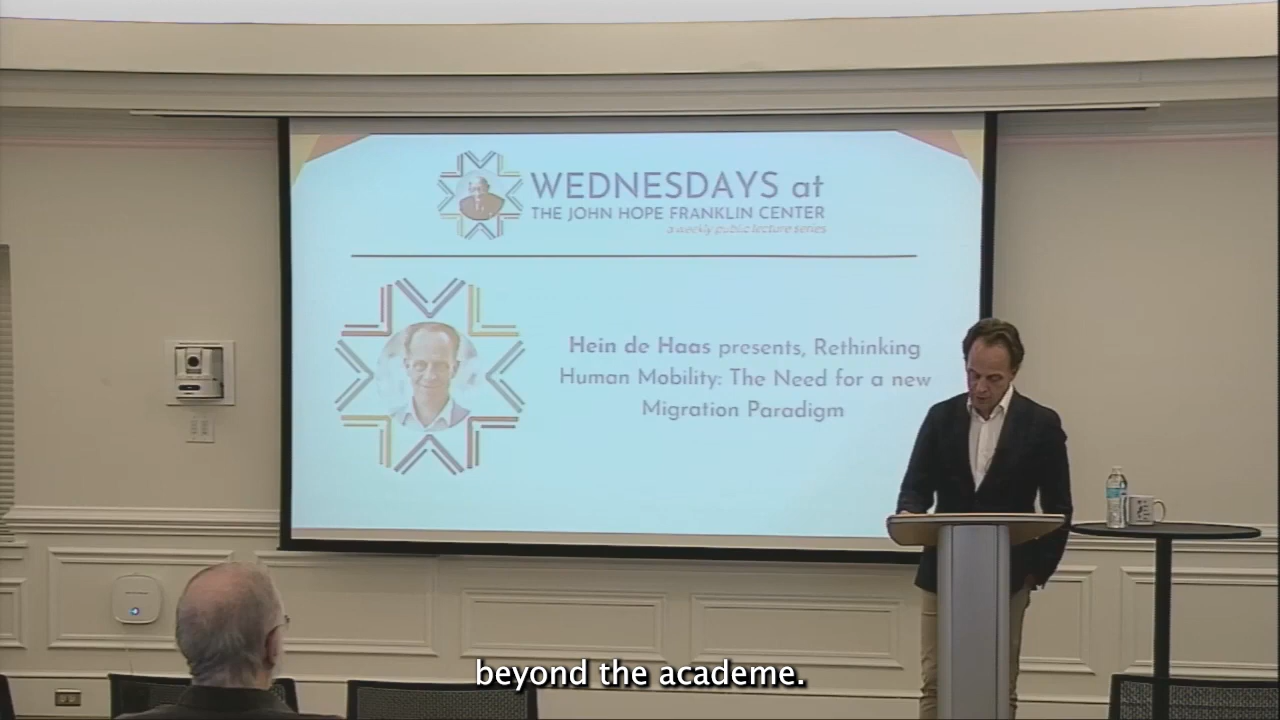 WEDNESDAYS at
THE JOHN HOPE FRANKLIN CENTER
a weekly public lecture series
Hein de Haas presents, Rethinking
Human Mobility: The Need for a new
Migration Paradigm
beyond the academe.